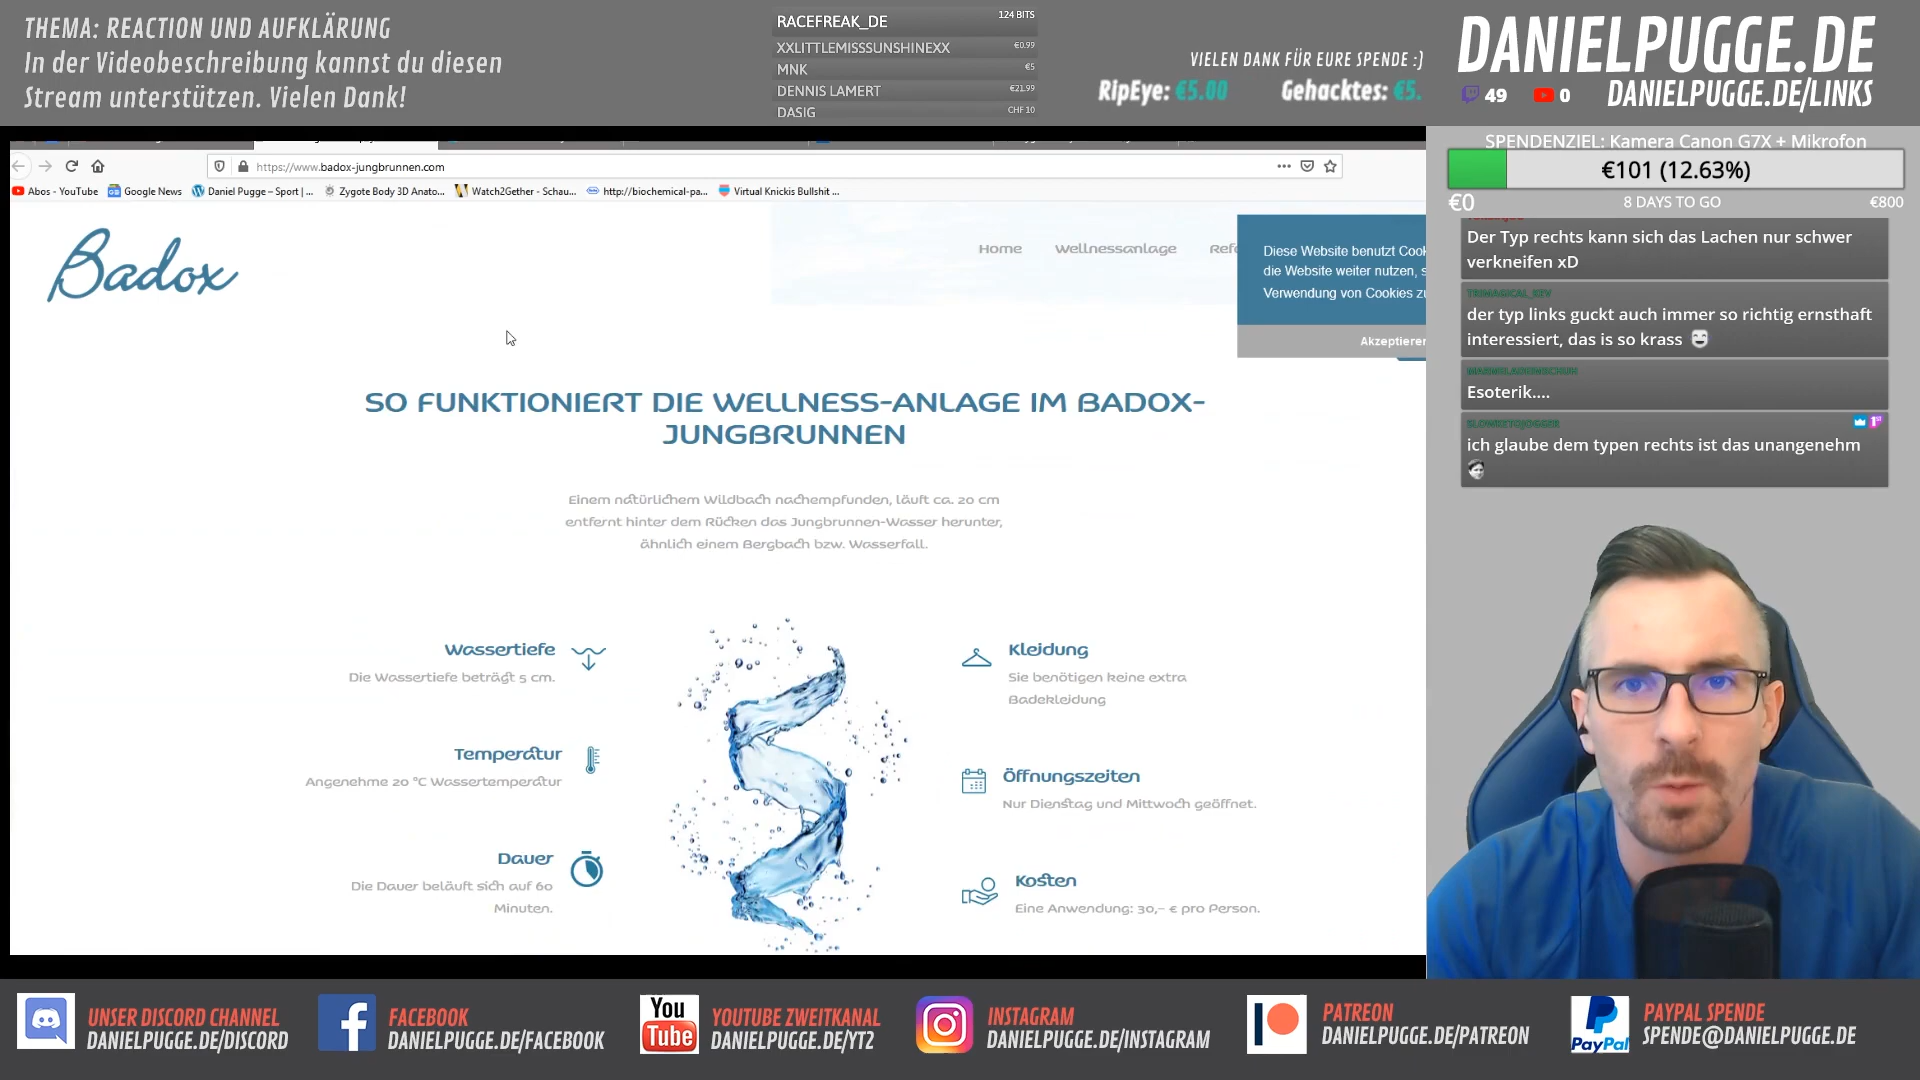 THEMA: REACTION UND AUFKLÄRUNG
In der Videobeschreibung kannst du diesen
Stream unterstützen. Vielen Dank!
RACEFREAK_DE 124 BITS
XXLITTLEMISSSUNSHINEXX €0.99
MNK €5
DENNIS LAMERT €21.99
DASIG CHF 10
VIELEN DANK FÜR EURE SPENDE :)
RipEye: €5.00 Gehacktes: €5.
DANIELPUGGE.DE
49 0 DANIELPUGGE.DE/LINKS
https://www.badox-jungbrunnen.com
Abos - YouTube Google News Daniel Pugge – Sport | ... Zygote Body 3D Anato... Watch2Gether - Schau... http://biochemical-pa... Virtual Knickis Bullshit ...
Badox
Home Wellnessanlage Refe
Diese Website benutzt Cook
die Website weiter nutzen, s
Verwendung von Cookies zu
Akzeptieren
SO FUNKTIONIERT DIE WELLNESS-ANLAGE IM BADOX-
JUNGBRUNNEN
Einem natürlichem Wildbach nachempfunden, läuft ca. 20 cm
entfernt hinter dem Rücken das Jungbrunnen-Wasser herunter,
ähnlich einem Bergbach bzw. Wasserfall.
Wassertiefe
Die Wassertiefe beträgt 5 cm.
Temperatur
Angenehme 20 °C Wassertemperatur
Dauer
Die Dauer beläuft sich auf 60
Minuten.
Kleidung
Sie benötigen keine extra
Badekleidung
Öffnungszeiten
Nur Dienstag und Mittwoch geöffnet.
Kosten
Eine Anwendung: 30,– € pro Person.
SPENDENZIEL: Kamera Canon G7X + Mikrofon
€101 (12.63%)
€0 8 DAYS TO GO €800
Der Typ rechts kann sich das Lachen nur schwer
verkneifen xD
TRIMAGICAL_KEV
der typ links guckt auch immer so richtig ernsthaft
interessiert, das is so krass
Esoterik....
SLOWKETOJOGGER
ich glaube dem typen rechts ist das unangenehm
UNSER DISCORD CHANNEL
DANIELPUGGE.DE/DISCORD
FACEBOOK
DANIELPUGGE.DE/FACEBOOK
You
Tube
YOUTUBE ZWEITKANAL
DANIELPUGGE.DE/YT2
INSTAGRAM
DANIELPUGGE.DE/INSTAGRAM
PATREON
DANIELPUGGE.DE/PATREON
PayPal
PAYPAL SPENDE
SPENDE@DANIELPUGGE.DE